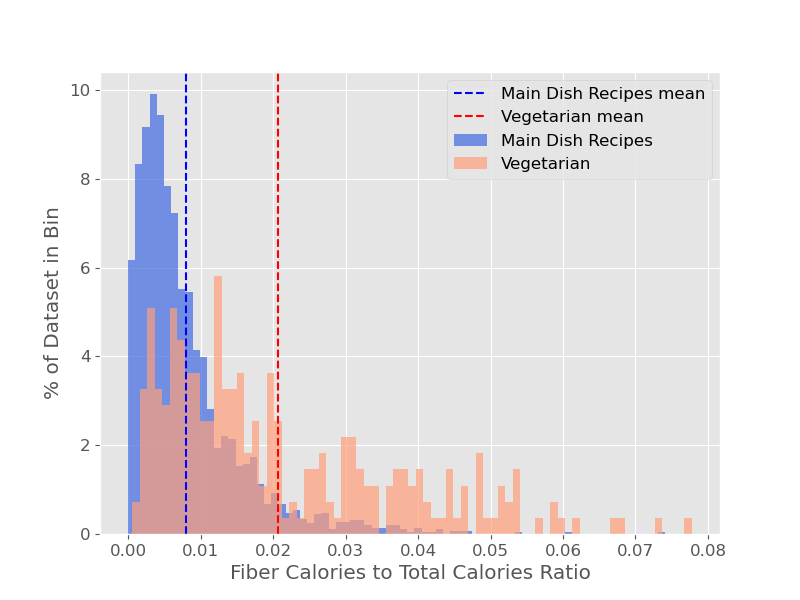 Main Dish Recipes mean
Vegetarian mean
Main Dish Recipes
Vegetarian
% of Dataset in Bin
10
8
6
4
2
0
0.00 0.01 0.02 0.03 0.04 0.05 0.06 0.07 0.08
Fiber Calories to Total Calories Ratio